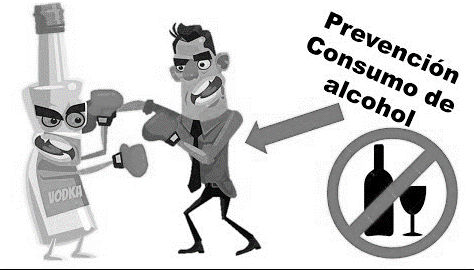 Prevención
Consumo de
alcohol
VODKA